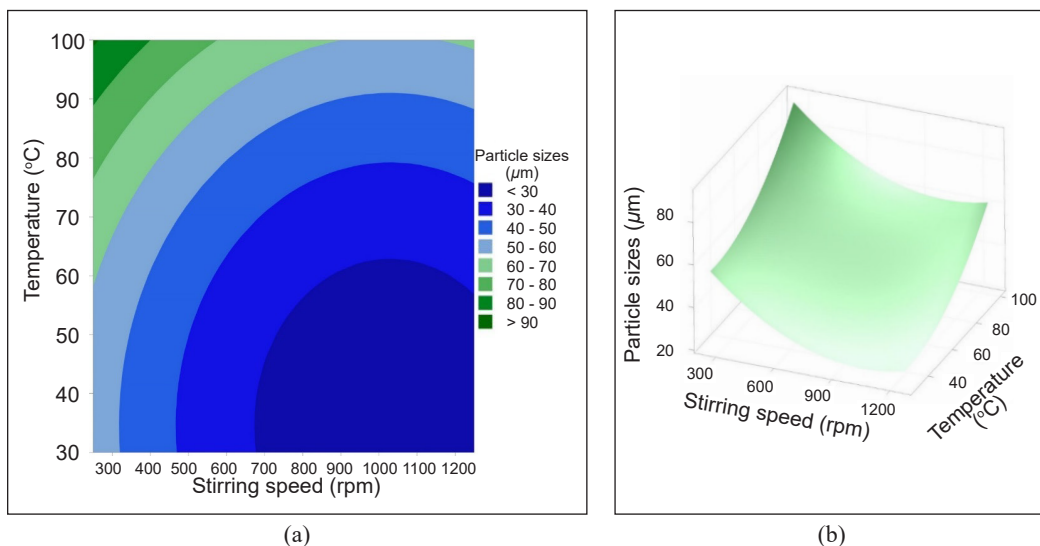 100
90
80
70
60
50
40
30
Temperature (°C)
300 400 500 600 700 800 900 1000 1100 1200
Stirring speed (rpm)
Particle sizes
(µm)
< 30
30 - 40
40 - 50
50 - 60
60 - 70
70 - 80
80 - 90
> 90
(a)
Particle sizes (µm)
80
60
40
20
300
600
900
1200
Stirring speed (rpm)
100
80
60
40
Temperature
(°C)
(b)